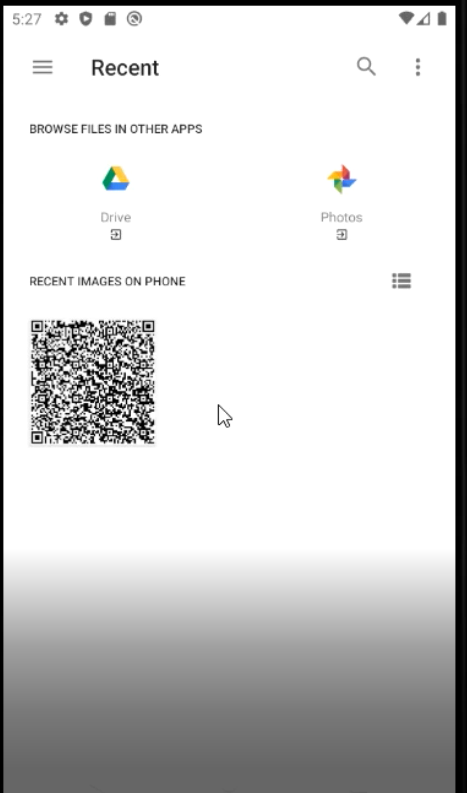 5:27
Recent
BROWSE FILES IN OTHER APPS
Drive
Photos
RECENT IMAGES ON PHONE